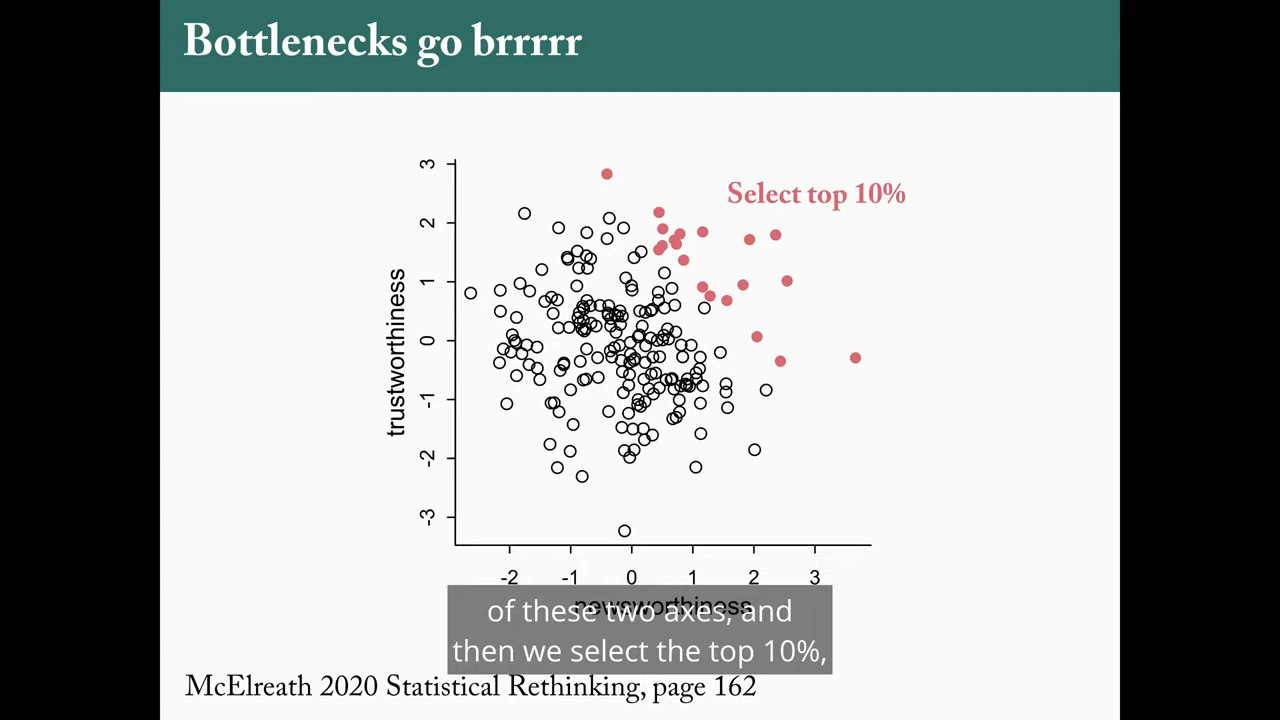 Bottlenecks go brrrrr
Select top 10%
trustworthiness
3
2
1
0
-1
-2
-3
-2
-1
0
1
2
3
newsworthiness
of these two axes, and
then we select the top 10%,
McElreath 2020 Statistical Rethinking, page 162